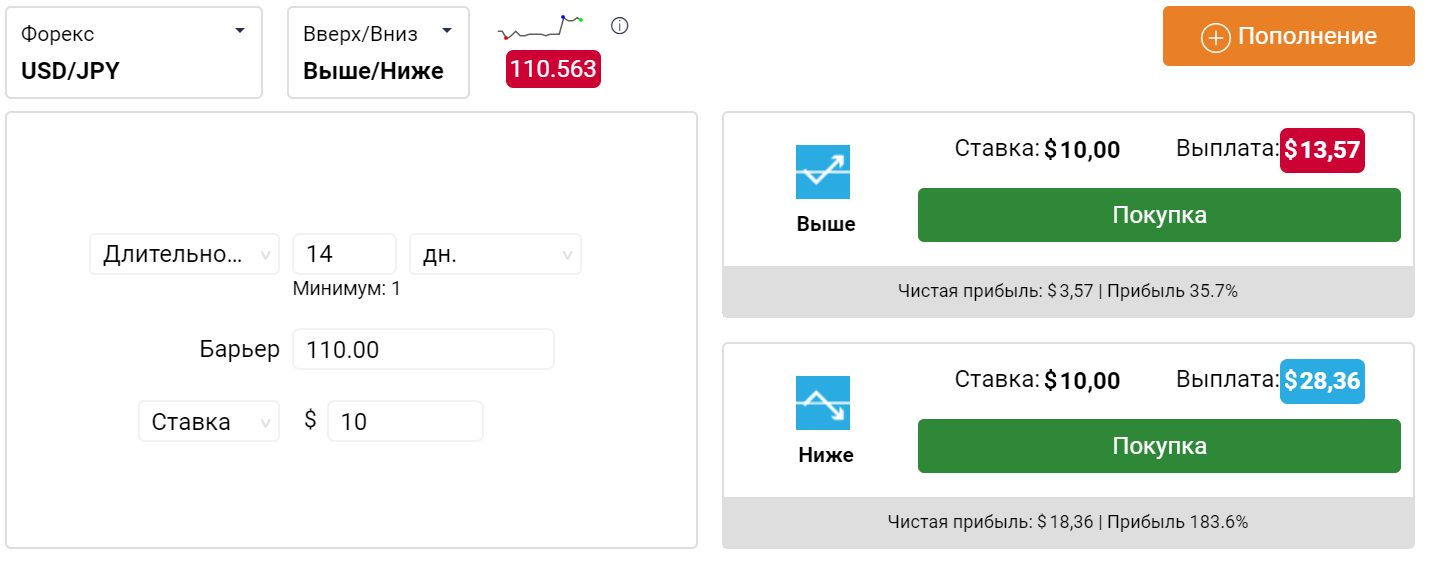 Форекс
USD/JPY
Вверх/Вниз
Выше/Ниже
110.563
Пополнение
Длительно...
14
дн.
Минимум: 1
Барьер
110.00
Ставка
$
10
Ставка: $10,00
Выплата: $13,57
Выше
Покупка
Чистая прибыль: $3,57 | Прибыль 35.7%
Ставка: $10,00
Выплата: $28,36
Ниже
Покупка
Чистая прибыль: $18,36 | Прибыль 183.6%